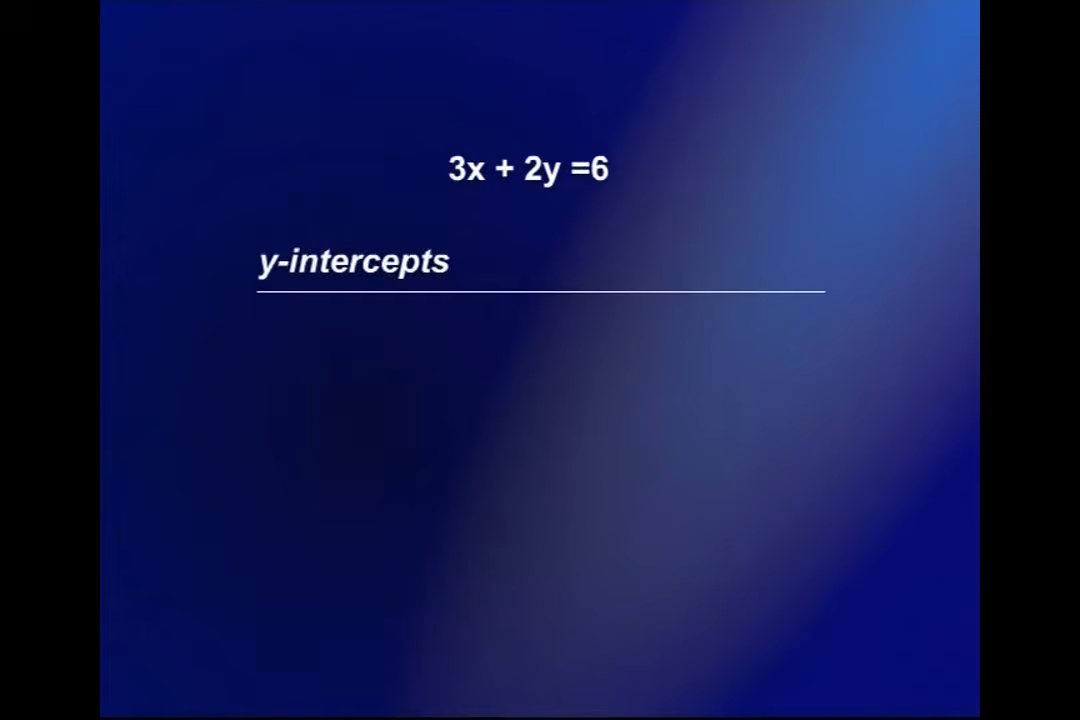 3x + 2y =6
y-intercepts